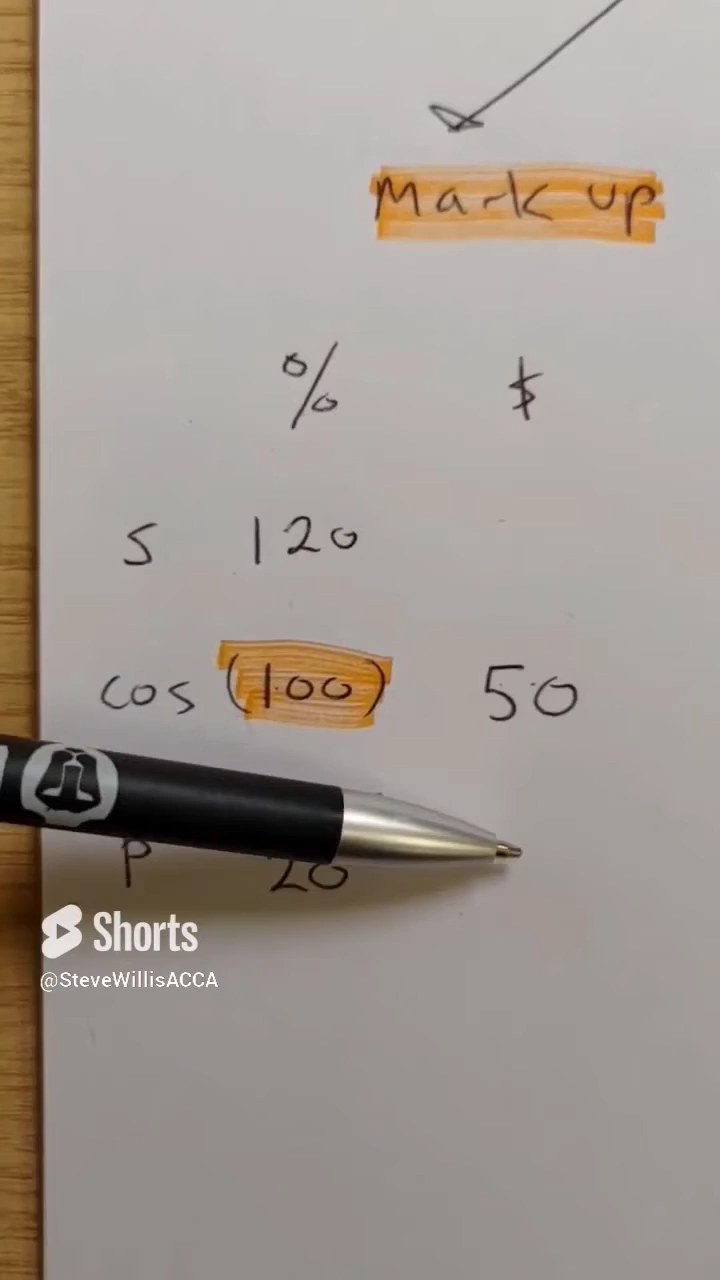 Mark up
% $
S 120
COS (100) 50
P 20
Shorts
@SteveWillisACCA